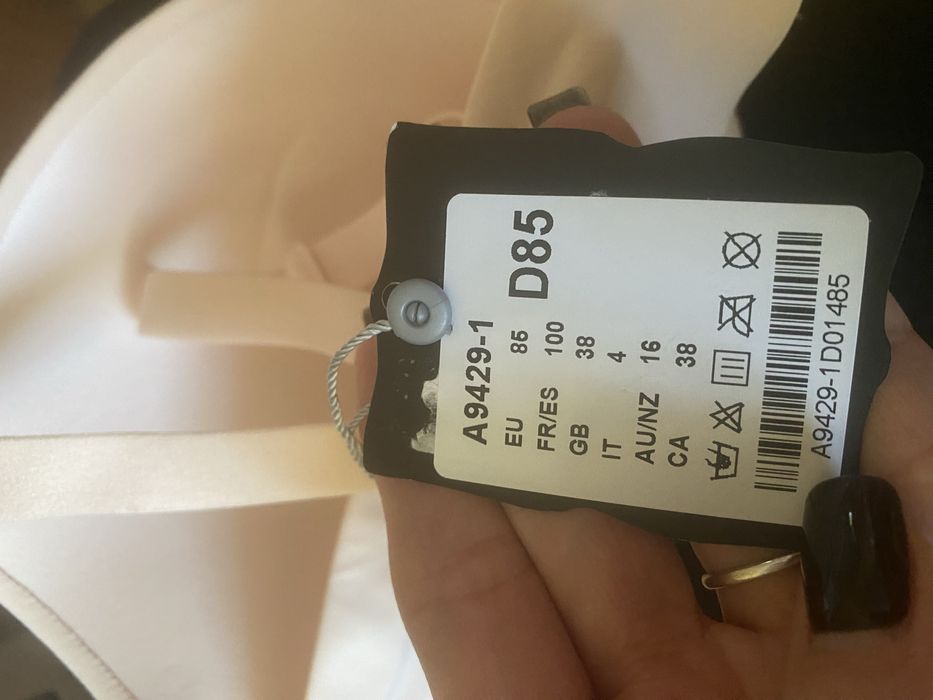 A9429-1
D85
EU 85
FR/ES 100
GB 38
IT 4
AU/NZ 16
CA 38
A9429-1D01485